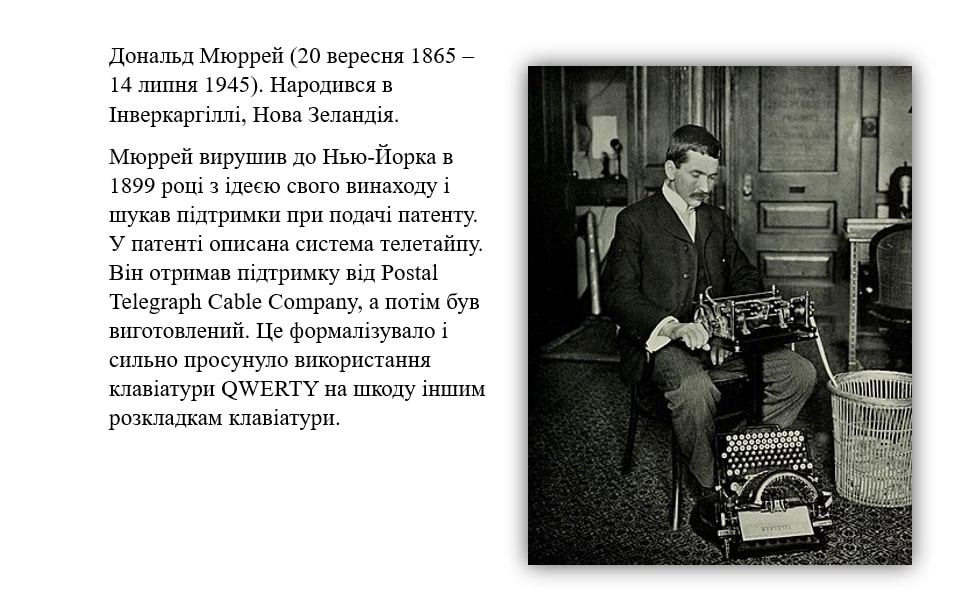 Дональд Мюррей (20 вересня 1865 –
14 липня 1945). Народився в
Інверкаргіллі, Нова Зеландія.
Мюррей вирушив до Нью-Йорка в
1899 році з ідеєю свого винаходу і
шукав підтримки при подачі патенту.
У патенті описана система телетайпу.
Він отримав підтримку від Postal
Telegraph Cable Company, а потім був
виготовлений. Це формалізувало і
сильно просунуло використання
клавіатури QWERTY на шкоду іншим
розкладкам клавіатури.